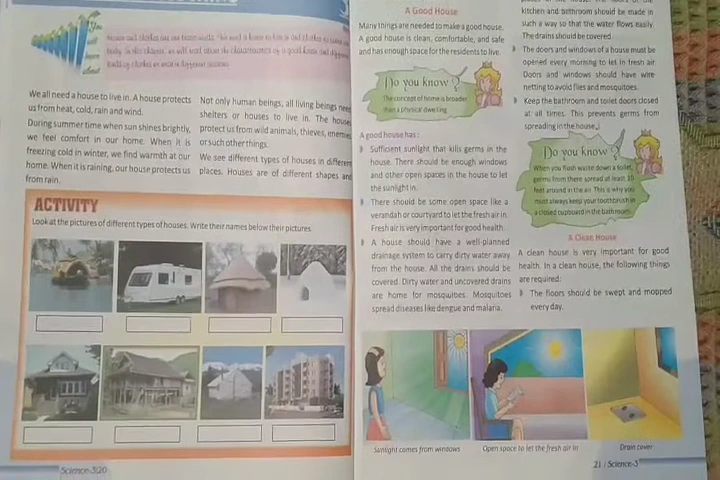 You
will
learn
about
We all need a house to live in. A house protects
us from heat, cold, rain and wind.
During summer time when sun shines brightly,
we feel comfort in our home. When it is
freezing cold in winter, we find warmth at our
home. When it is raining, our house protects us
from rain.
Not only human beings, all living beings need
shelters or houses to live in. The house
protect us from wild animals, thieves, enemies
or such other things.
We see different types of houses in different
places. Houses are of different shapes and
ACTIVITY
Look at the pictures of different types of houses. Write their names below their pictures.
Science-3/20
A Good House
Many things are needed to make a good house.
A good house is clean, comfortable, and safe
and has enough space for the residents to live.
Do you know?
The concept of home is broader
than a physical dwelling
A good house has:
Sufficient sunlight that kills germs in the
house. There should be enough windows
and other open spaces in the house to let
the sunlight in.
There should be some open space like a
verandah or courtyard to let the fresh air in.
Fresh air is very important for good health.
A house should have a well-planned
drainage system to carry dirty water away
from the house. All the drains should be
covered. Dirty water and uncovered drains
are home for mosquitoes. Mosquitoes
spread diseases like dengue and malaria.
kitchen and bathroom should be made in
such a way so that the water flows easily.
The drains should be covered.
The doors and windows of a house must be
opened every morning to let in fresh air.
Doors and windows should have wire
netting to avoid flies and mosquitoes.
Keep the bathroom and toilet doors closed
at all times. This prevents germs from
spreading in the house.
Do you know?
When you flush waste down a toilet,
germs from there spread at least 10
feet around in the air. This is why you
must always keep your toothbrush in
a closed cupboard in the bathroom.
A Clean House
A clean house is very important for good
health. In a clean house, the following things
are required:
The floors should be swept and mopped
every day.
Sunlight comes from windows
Open space to let the fresh air in
Drain cover
21 / Science-3